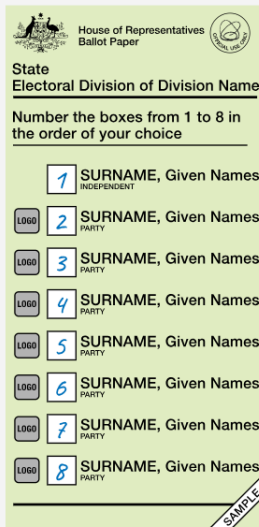 House of Representatives
Ballot Paper
OFFICIAL USE ONLY
State
Electoral Division of Division Name
Number the boxes from 1 to 8 in
the order of your choice
1 SURNAME, Given Names
INDEPENDENT
LOGO 2 SURNAME, Given Names
PARTY
LOGO 3 SURNAME, Given Names
PARTY
LOGO 4 SURNAME, Given Names
PARTY
LOGO 5 SURNAME, Given Names
PARTY
LOGO 6 SURNAME, Given Names
PARTY
LOGO 7 SURNAME, Given Names
PARTY
LOGO 8 SURNAME, Given Names
PARTY
SAMPLE